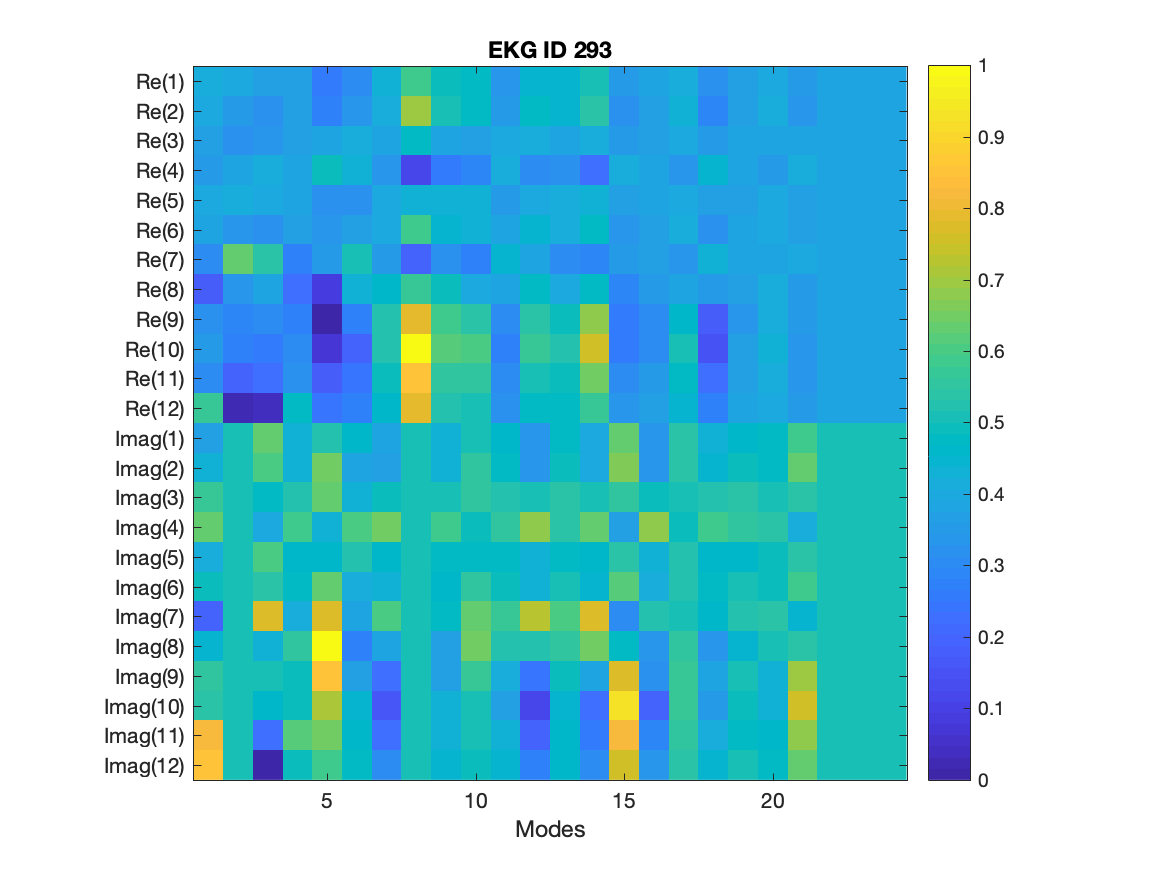 EKG ID 293
Re(1)
Re(2)
Re(3)
Re(4)
Re(5)
Re(6)
Re(7)
Re(8)
Re(9)
Re(10)
Re(11)
Re(12)
Imag(1)
Imag(2)
Imag(3)
Imag(4)
Imag(5)
Imag(6)
Imag(7)
Imag(8)
Imag(9)
Imag(10)
Imag(11)
Imag(12)
5 10 15 20
Modes
1
0.9
0.8
0.7
0.6
0.5
0.4
0.3
0.2
0.1
0